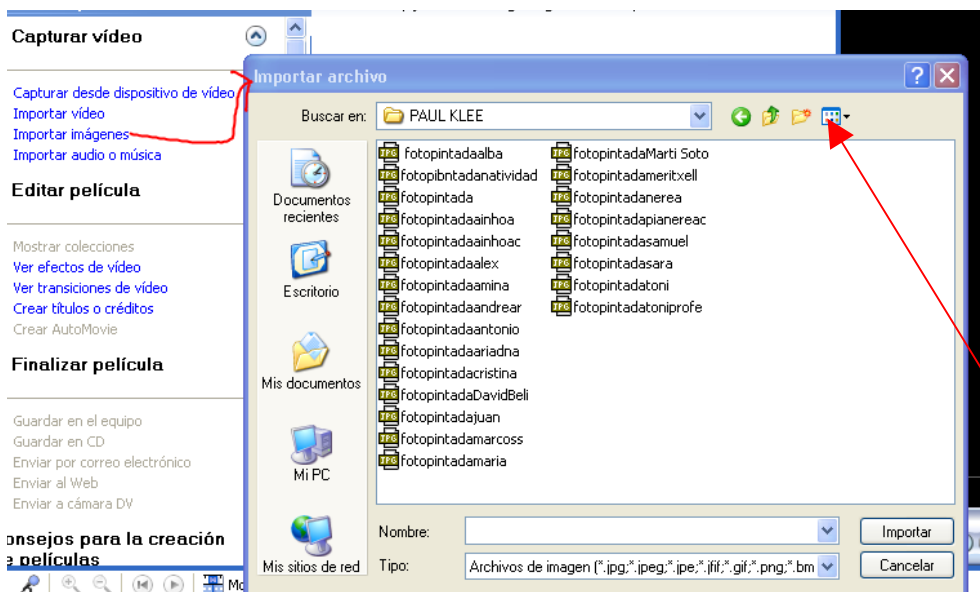 Capturar vídeo
Capturar desde dispositivo de vídeo
Importar vídeo
Importar imágenes
Importar audio o música
Editar película
Mostrar colecciones
Ver efectos de vídeo
Ver transiciones de vídeo
Crear títulos o créditos
Crear AutoMovie
Finalizar película
Guardar en el equipo
Guardar en CD
Enviar por correo electrónico
Enviar al Web
Enviar a cámara DV
onsejos para la creación
e películas
Importar archivo
Buscar en:
PAUL KLEE
Documentos
recientes
Escritorio
Mis documentos
Mi PC
Mis sitios de red
fotopintadaalba
fotopibntadanatividad
fotopintada
fotopintadaainhoa
fotopintadaainhoac
fotopintadaalex
fotopintadaamina
fotopintadaandrear
fotopintadaantonio
fotopintadaariadna
fotopintadacristina
fotopintadaDavidBeli
fotopintadajuan
fotopintadamarcoss
fotopintadamaria
fotopintadaMarti Soto
fotopintadameritxell
fotopintadanerea
fotopintadapianereac
fotopintadasamuel
fotopintadasara
fotopintadatoni
fotopintadatoniprofe
Nombre:
Importar
Tipo:
Archivos de imagen (*.jpg;*.jpeg;*.jpe;*.jfif;*.gif;*.png;*.bm
Cancelar